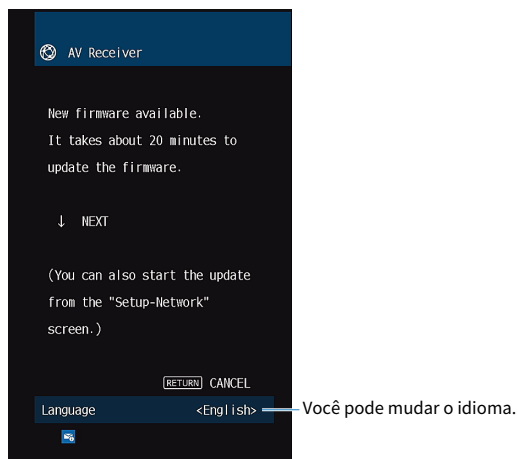 AV Receiver
New firmware available.
It takes about 20 minutes to
update the firmware.
↓ NEXT
(You can also start the update
from the "Setup-Network"
screen.)
RETURN CANCEL
Language <English>
Você pode mudar o idioma.